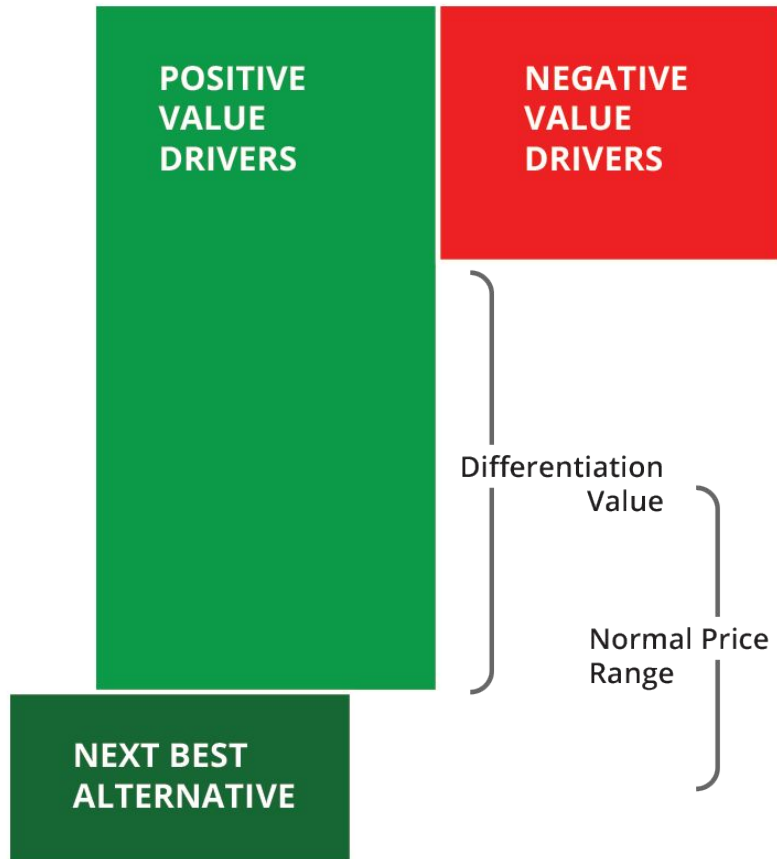 POSITIVE
VALUE
DRIVERS
NEGATIVE
VALUE
DRIVERS
Differentiation
Value
Normal Price
Range
NEXT BEST
ALTERNATIVE